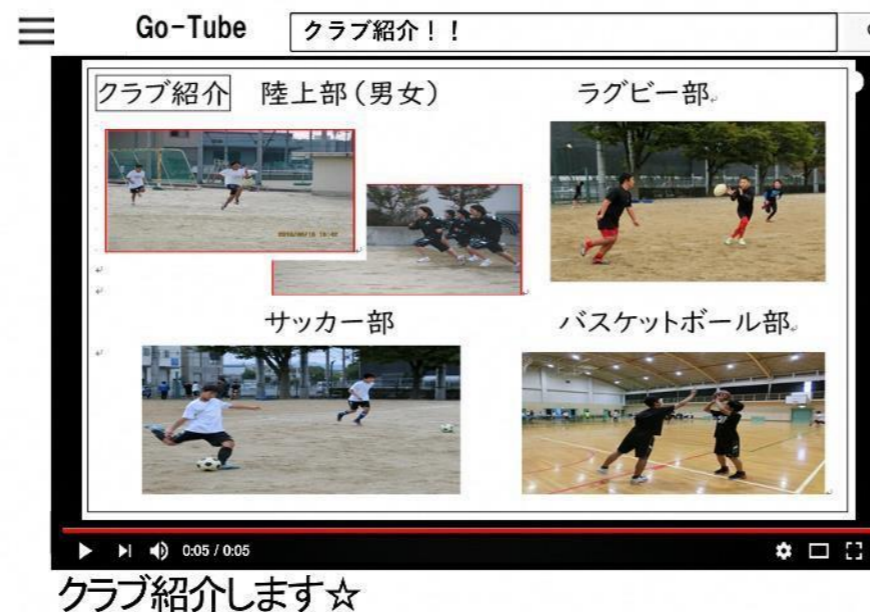 Go-Tube
クラブ紹介！！
クラブ紹介 陸上部（男女）
ラグビー部
サッカー部
バスケットボール部
0:05 / 0:05
クラブ紹介します☆